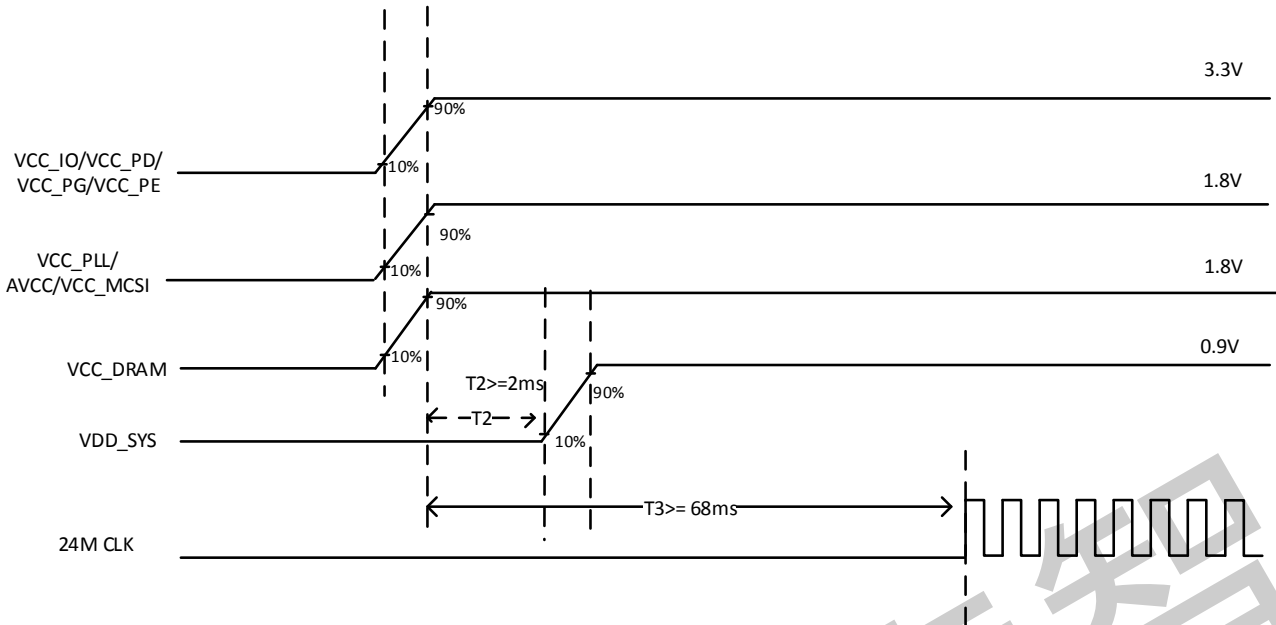 3.3V
90%
VCC_IO/VCC_PD/
VCC_PG/VCC_PE
10%
1.8V
90%
VCC_PLL/
AVCC/VCC_MCSI
10%
1.8V
90%
VCC_DRAM
10%
0.9V
T2>=2ms
90%
T2
VDD_SYS
10%
T3>= 68ms
24M CLK
智